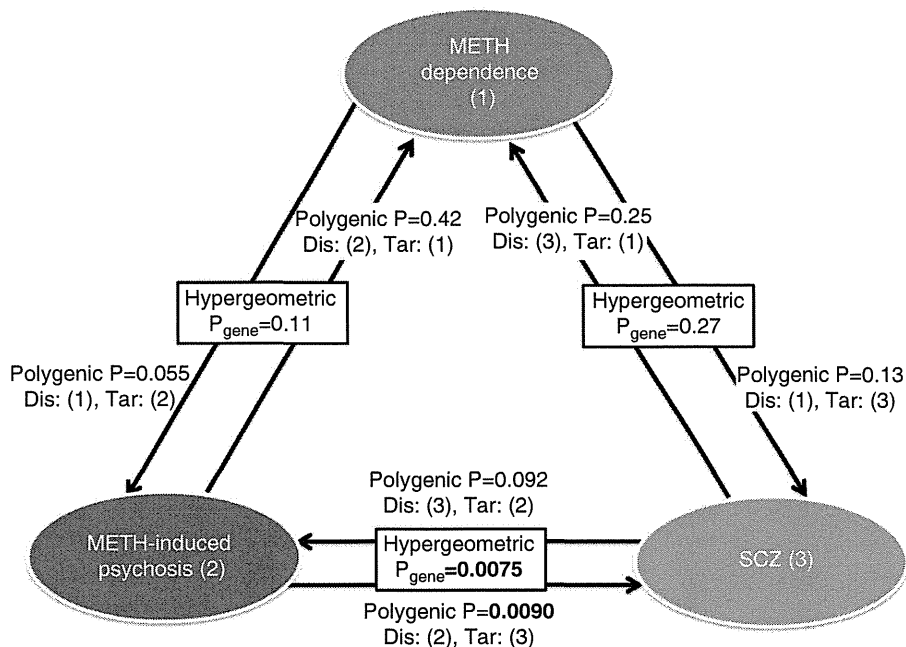 METH
dependence
(1)
Polygenic P=0.42
Dis: (2), Tar: (1)
Polygenic P=0.25
Dis: (3), Tar: (1)
Hypergeometric
Pgene=0.11
Hypergeometric
Pgene=0.27
Polygenic P=0.055
Dis: (1), Tar: (2)
Polygenic P=0.13
Dis: (1), Tar: (3)
Polygenic P=0.092
Dis: (3), Tar: (2)
METH-induced
psychosis (2)
Hypergeometric
Pgene=0.0075
SCZ (3)
Polygenic P=0.0090
Dis: (2), Tar: (3)